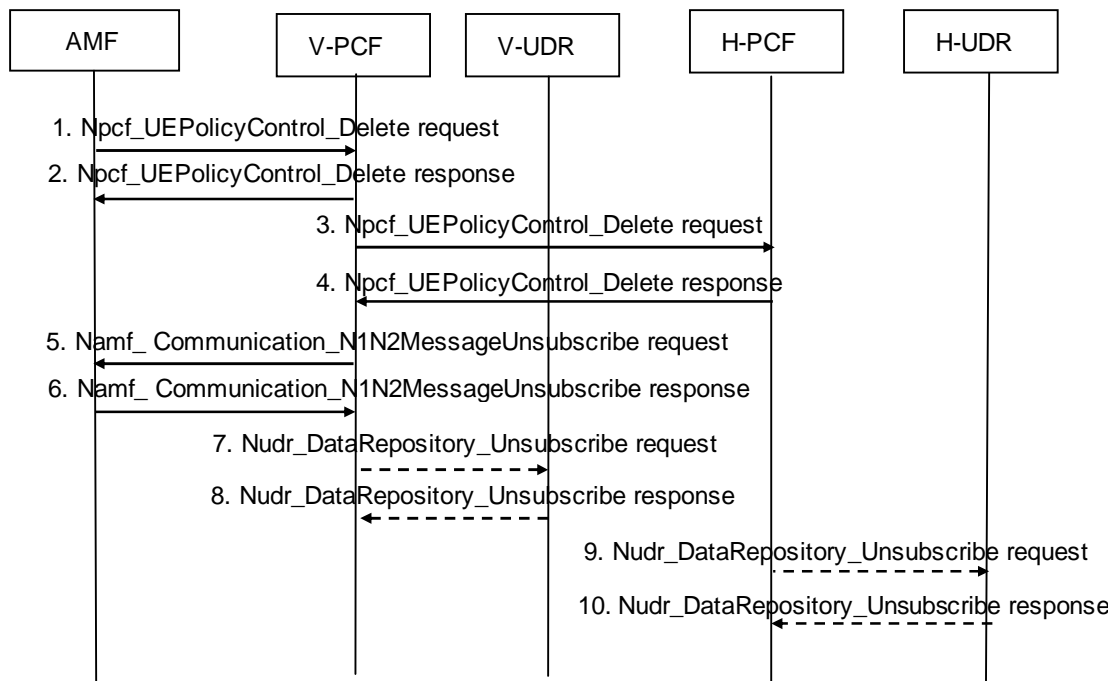 AMF
V-PCF
V-UDR
H-PCF
H-UDR
1. Npcf_UEPolicyControl_Delete request
2. Npcf_UEPolicyControl_Delete response
3. Npcf_UEPolicyControl_Delete request
4. Npcf_UEPolicyControl_Delete response
5. Namf_ Communication_N1N2MessageUnsubscribe request
6. Namf_ Communication_N1N2MessageUnsubscribe response
7. Nudr_DataRepository_Unsubscribe request
8. Nudr_DataRepository_Unsubscribe response
9. Nudr_DataRepository_Unsubscribe request
10. Nudr_DataRepository_Unsubscribe response